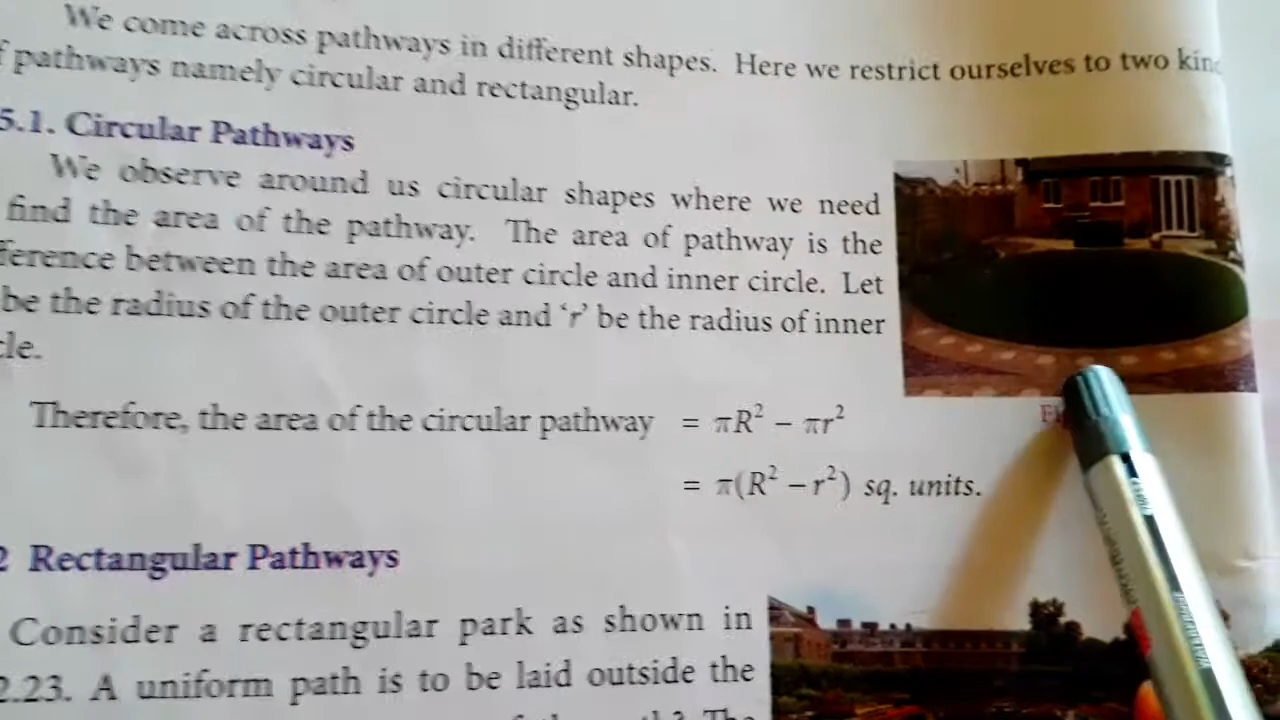 We come across pathways in different shapes. Here we restrict ourselves to two
pathways namely circular and rectangular.
5.1. Circular Pathways
We observe around us circular shapes where we need
find the area of the pathway. The area of pathway is the
ference between the area of outer circle and inner circle. Let
be the radius of the outer circle and ‘r’ be the radius of inner
cle.
Therefore, the area of the circular pathway = πR² − πr²
= π(R² − r²) sq. units.
2 Rectangular Pathways
Consider a rectangular park as shown in
2.23. A uniform path is to be laid outside the
The